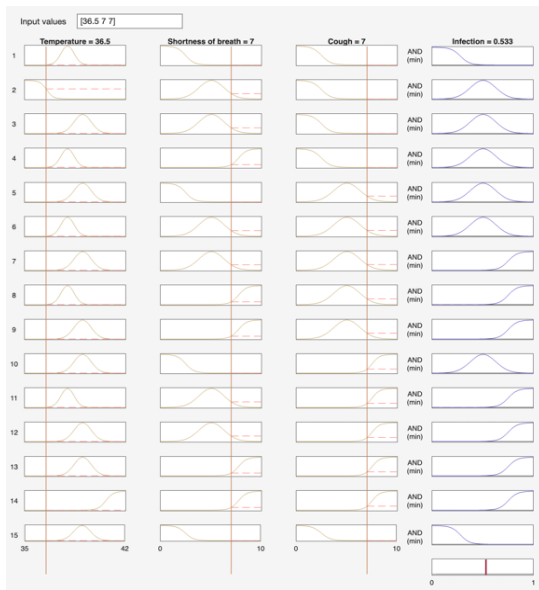 Input values [36.5 7 7]
Temperature = 36.5 Shortness of breath = 7 Cough = 7 Infection = 0.533
1 AND (min)
2 AND (min)
3 AND (min)
4 AND (min)
5 AND (min)
6 AND (min)
7 AND (min)
8 AND (min)
9 AND (min)
10 AND (min)
11 AND (min)
12 AND (min)
13 AND (min)
14 AND (min)
15 AND (min)
35 42 0 10 0 10
0 1